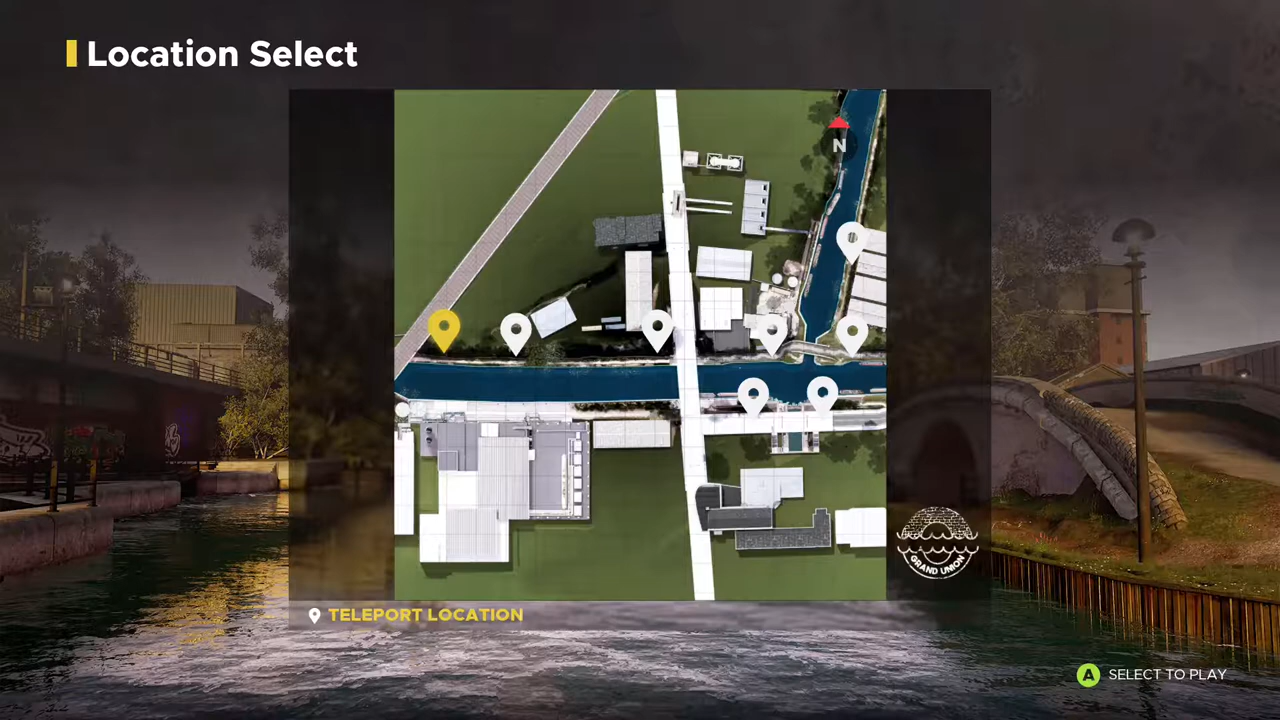 Location Select
N
GRAND UNION
TELEPORT LOCATION
A SELECT TO PLAY